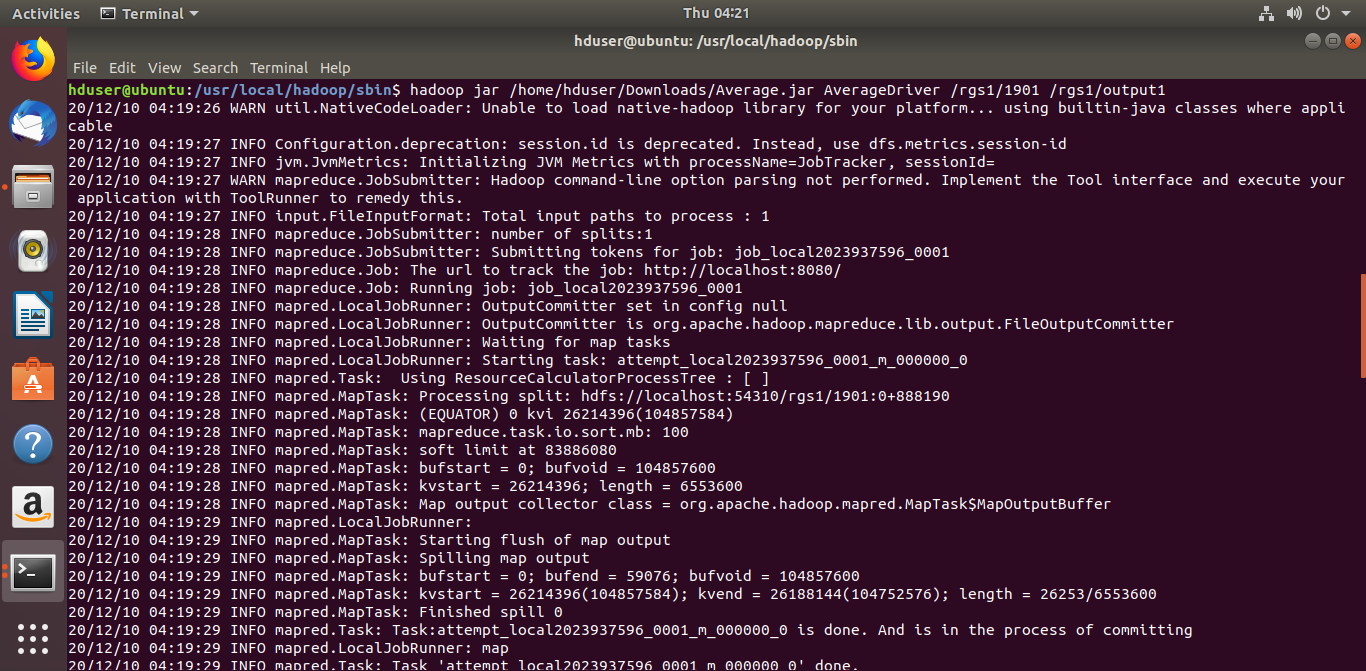 Activities Terminal Thu 04:21
hduser@ubuntu: /usr/local/hadoop/sbin
File Edit View Search Terminal Help
hduser@ubuntu:/usr/local/hadoop/sbin$ hadoop jar /home/hduser/Downloads/Average.jar AverageDriver /rgs1/1901 /rgs1/output1
20/12/10 04:19:26 WARN util.NativeCodeLoader: Unable to load native-hadoop library for your platform... using builtin-java classes where appli
cable
20/12/10 04:19:27 INFO Configuration.deprecation: session.id is deprecated. Instead, use dfs.metrics.session-id
20/12/10 04:19:27 INFO jvm.JvmMetrics: Initializing JVM Metrics with processName=JobTracker, sessionId=
20/12/10 04:19:27 WARN mapreduce.JobSubmitter: Hadoop command-line option parsing not performed. Implement the Tool interface and execute your
 application with ToolRunner to remedy this.
20/12/10 04:19:27 INFO input.FileInputFormat: Total input paths to process : 1
20/12/10 04:19:28 INFO mapreduce.JobSubmitter: number of splits:1
20/12/10 04:19:28 INFO mapreduce.JobSubmitter: Submitting tokens for job: job_local2023937596_0001
20/12/10 04:19:28 INFO mapreduce.Job: The url to track the job: http://localhost:8080/
20/12/10 04:19:28 INFO mapreduce.Job: Running job: job_local2023937596_0001
20/12/10 04:19:28 INFO mapred.LocalJobRunner: OutputCommitter set in config null
20/12/10 04:19:28 INFO mapred.LocalJobRunner: OutputCommitter is org.apache.hadoop.mapreduce.lib.output.FileOutputCommitter
20/12/10 04:19:28 INFO mapred.LocalJobRunner: Waiting for map tasks
20/12/10 04:19:28 INFO mapred.LocalJobRunner: Starting task: attempt_local2023937596_0001_m_000000_0
20/12/10 04:19:28 INFO mapred.Task:  Using ResourceCalculatorProcessTree : [ ]
20/12/10 04:19:28 INFO mapred.MapTask: Processing split: hdfs://localhost:54310/rgs1/1901:0+888190
20/12/10 04:19:28 INFO mapred.MapTask: (EQUATOR) 0 kvi 26214396(104857584)
20/12/10 04:19:28 INFO mapred.MapTask: mapreduce.task.io.sort.mb: 100
20/12/10 04:19:28 INFO mapred.MapTask: soft limit at 83886080
20/12/10 04:19:28 INFO mapred.MapTask: bufstart = 0; bufvoid = 104857600
20/12/10 04:19:28 INFO mapred.MapTask: kvstart = 26214396; length = 6553600
20/12/10 04:19:28 INFO mapred.MapTask: Map output collector class = org.apache.hadoop.mapred.MapTask$MapOutputBuffer
20/12/10 04:19:29 INFO mapred.LocalJobRunner:
20/12/10 04:19:29 INFO mapred.MapTask: Starting flush of map output
20/12/10 04:19:29 INFO mapred.MapTask: Spilling map output
20/12/10 04:19:29 INFO mapred.MapTask: bufstart = 0; bufend = 59076; bufvoid = 104857600
20/12/10 04:19:29 INFO mapred.MapTask: kvstart = 26214396(104857584); kvend = 26188144(104752576); length = 26253/6553600
20/12/10 04:19:29 INFO mapred.MapTask: Finished spill 0
20/12/10 04:19:29 INFO mapred.Task: Task:attempt_local2023937596_0001_m_000000_0 is done. And is in the process of committing
20/12/10 04:19:29 INFO mapred.LocalJobRunner: map
20/12/10 04:19:29 INFO mapred.Task: Task 'attempt_local2023937596_0001_m_000000_0' done.